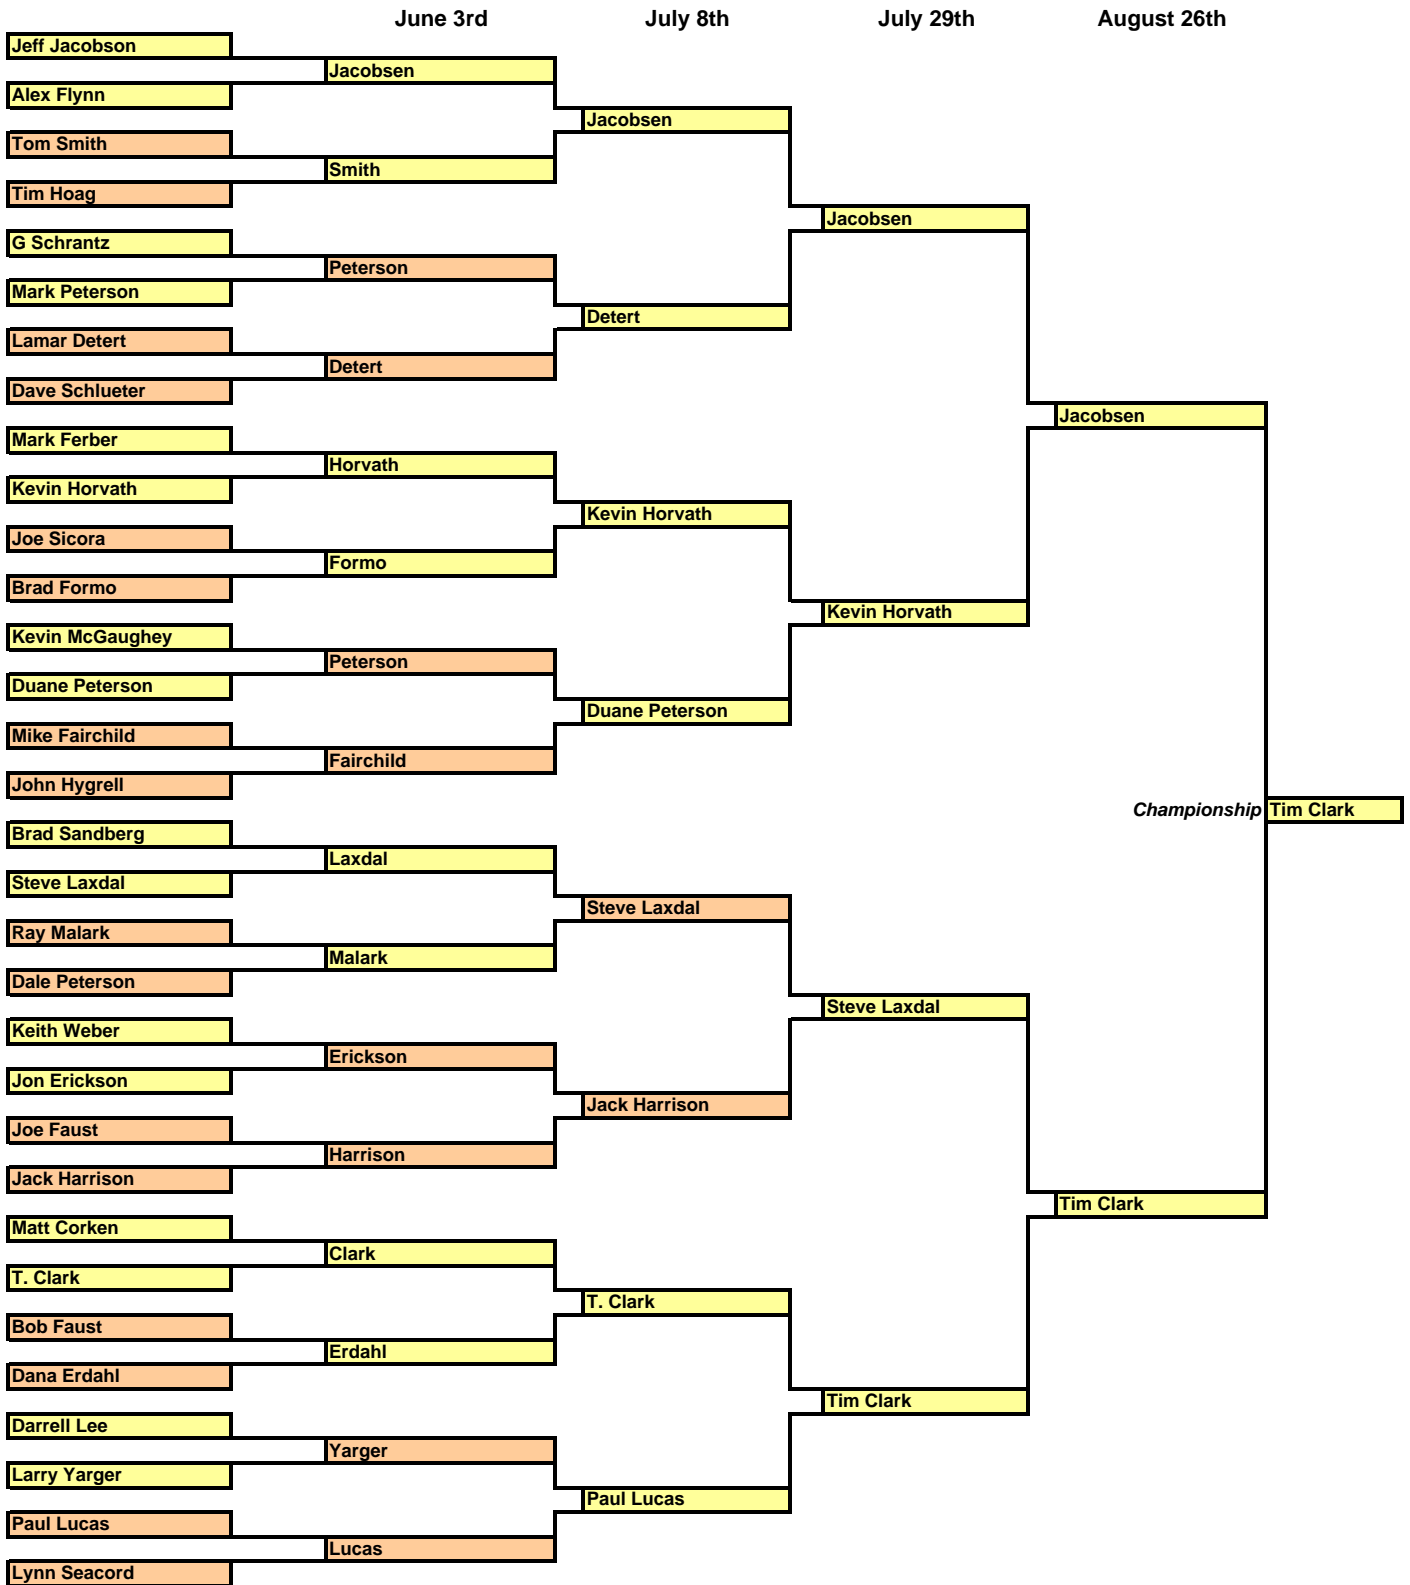 June 3rd July 8th July 29th August 26th
Jeff Jacobson
Jacobsen
Alex Flynn
Jacobsen
Tom Smith
Smith
Tim Hoag
Jacobsen
G Schrantz
Peterson
Mark Peterson
Detert
Lamar Detert
Detert
Dave Schlueter
Jacobsen
Mark Ferber
Horvath
Kevin Horvath
Kevin Horvath
Joe Sicora
Formo
Brad Formo
Kevin Horvath
Kevin McGaughey
Peterson
Duane Peterson
Duane Peterson
Mike Fairchild
Fairchild
John Hygrell
Championship Tim Clark
Brad Sandberg
Laxdal
Steve Laxdal
Steve Laxdal
Ray Malark
Malark
Dale Peterson
Steve Laxdal
Keith Weber
Erickson
Jon Erickson
Jack Harrison
Joe Faust
Harrison
Jack Harrison
Tim Clark
Matt Corken
Clark
T. Clark
T. Clark
Bob Faust
Erdahl
Dana Erdahl
Tim Clark
Darrell Lee
Yarger
Larry Yarger
Paul Lucas
Paul Lucas
Lucas
Lynn Seacord